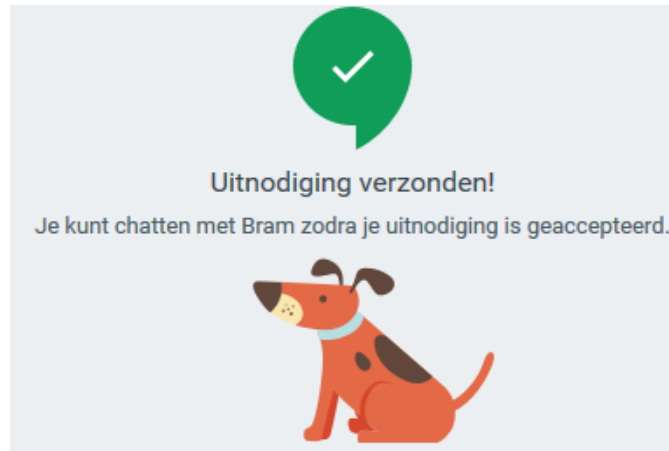 Uitnodiging verzonden!
Je kunt chatten met Bram zodra je uitnodiging is geaccepteerd.